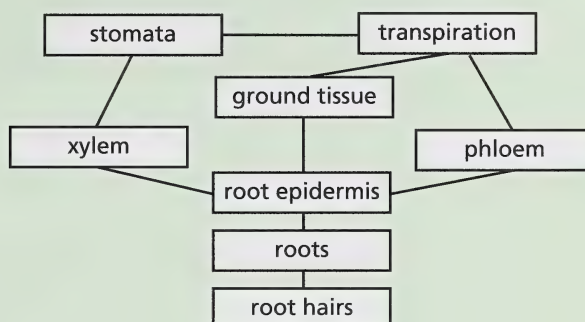 stomata
transpiration
ground tissue
xylem
phloem
root epidermis
roots
root hairs